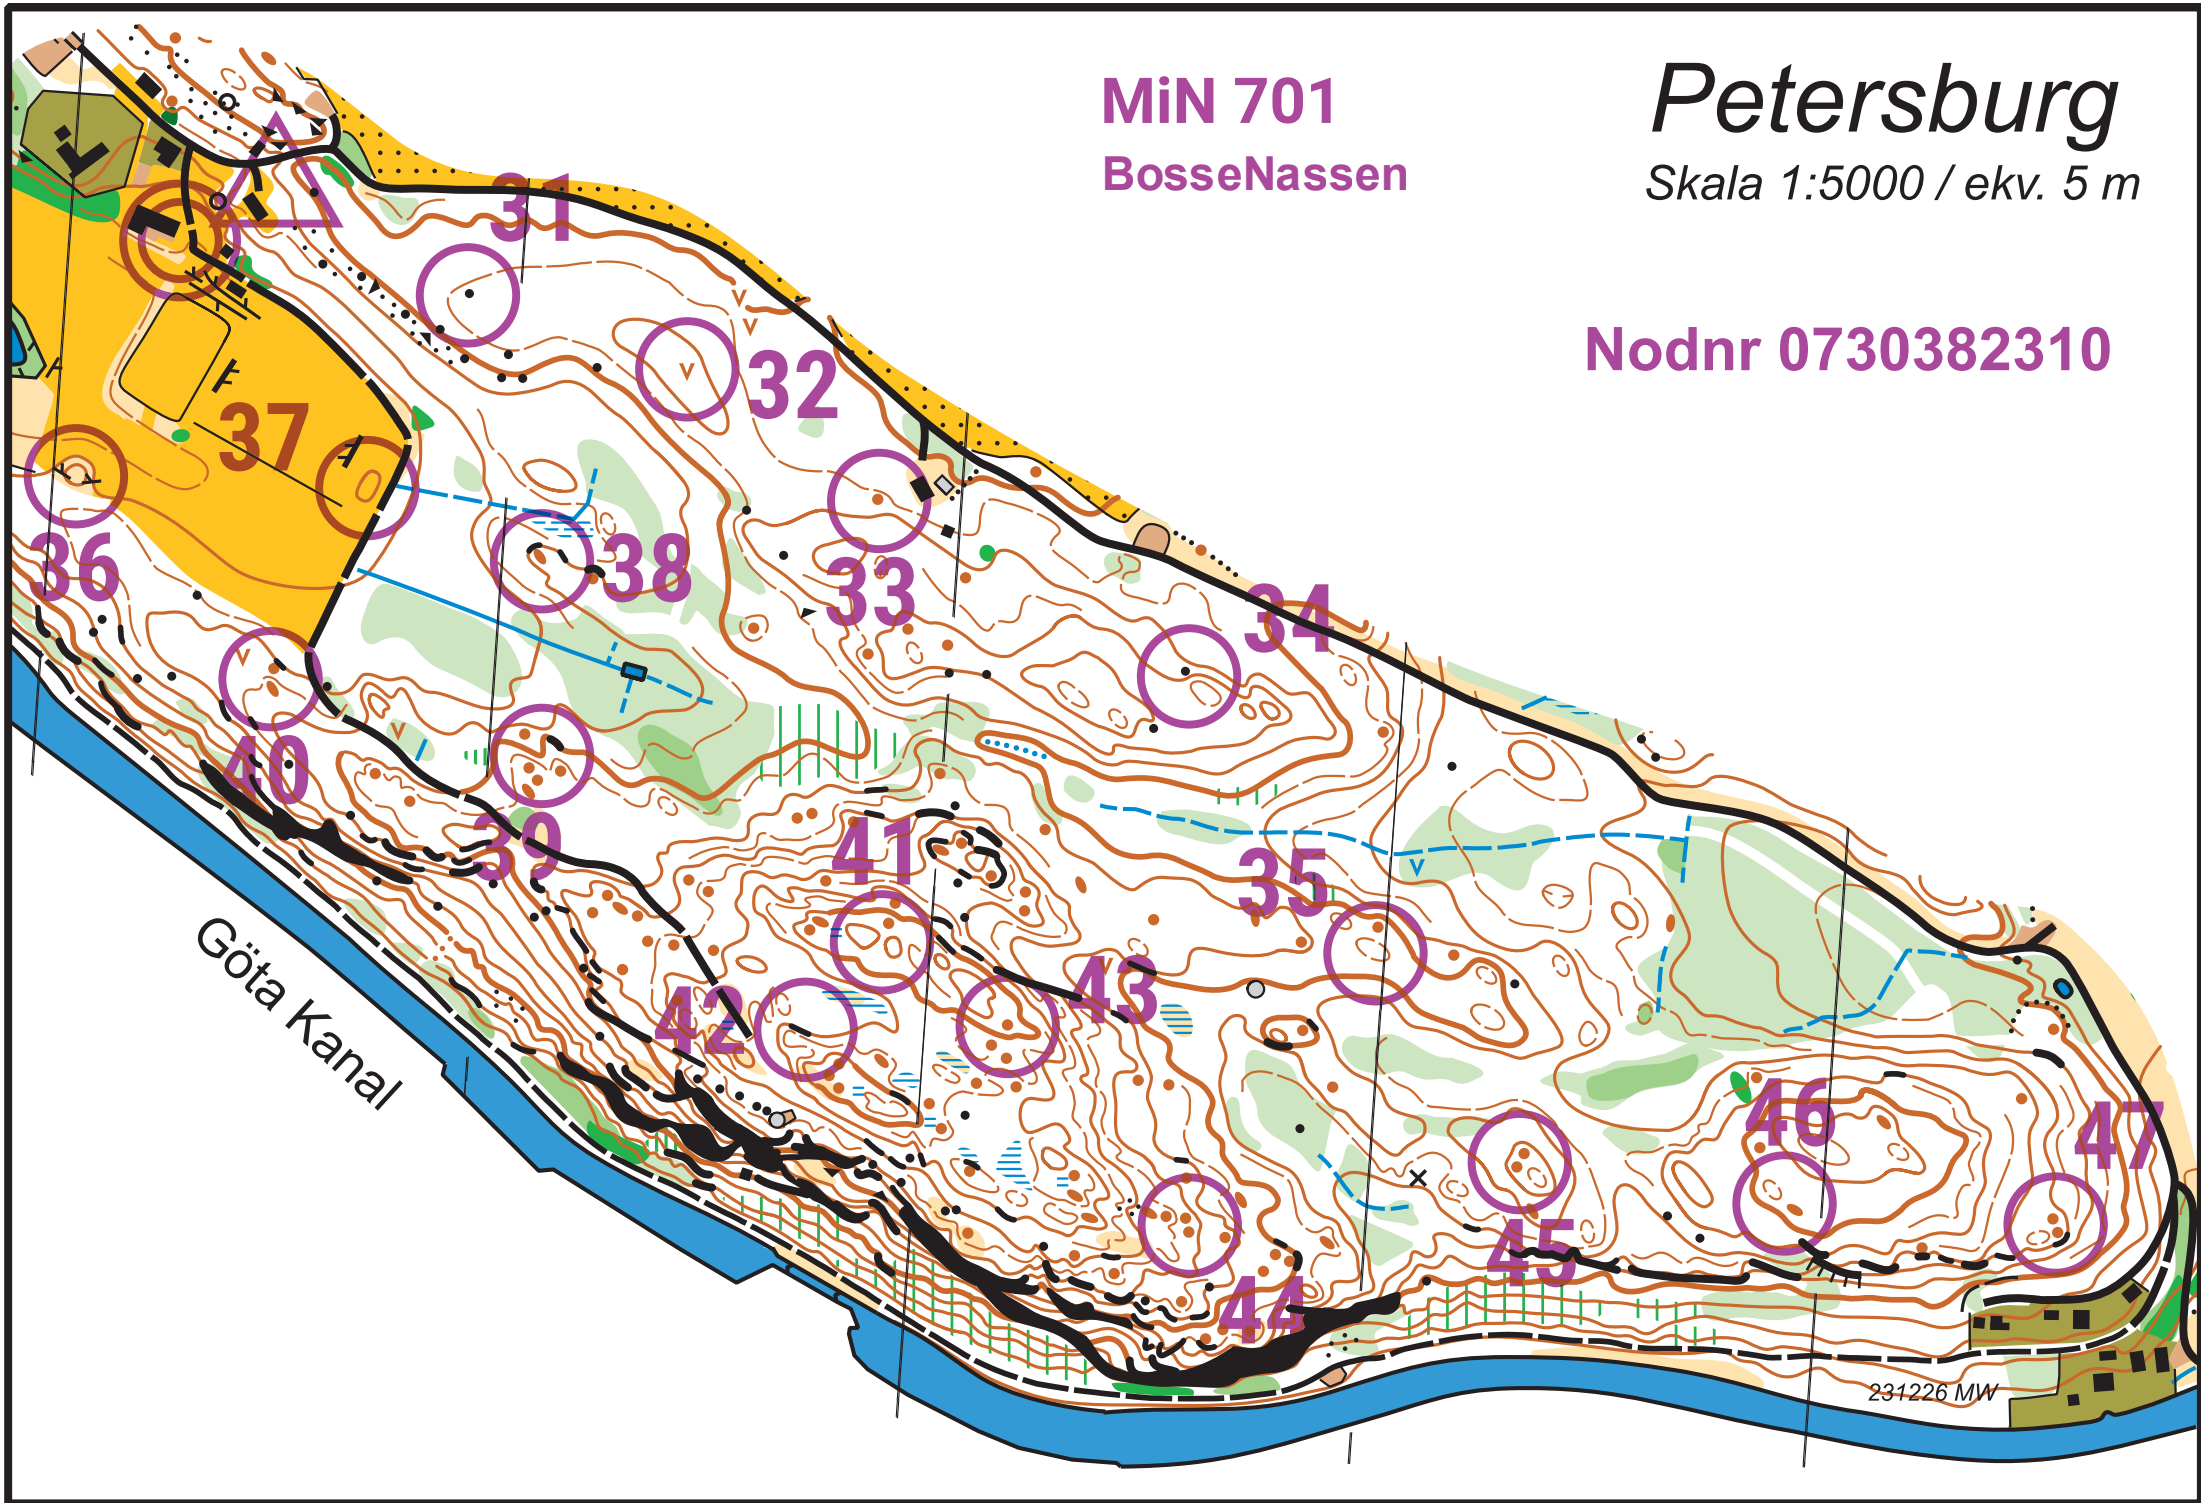 MiN 701
BosseNassen
Petersburg
Skala 1:5000 / ekv. 5 m
Nodnr 0730382310
31
32
37
36
38
33
34
40
39
41
35
42
43
46
47
45
44
Göta Kanal
231226 MW